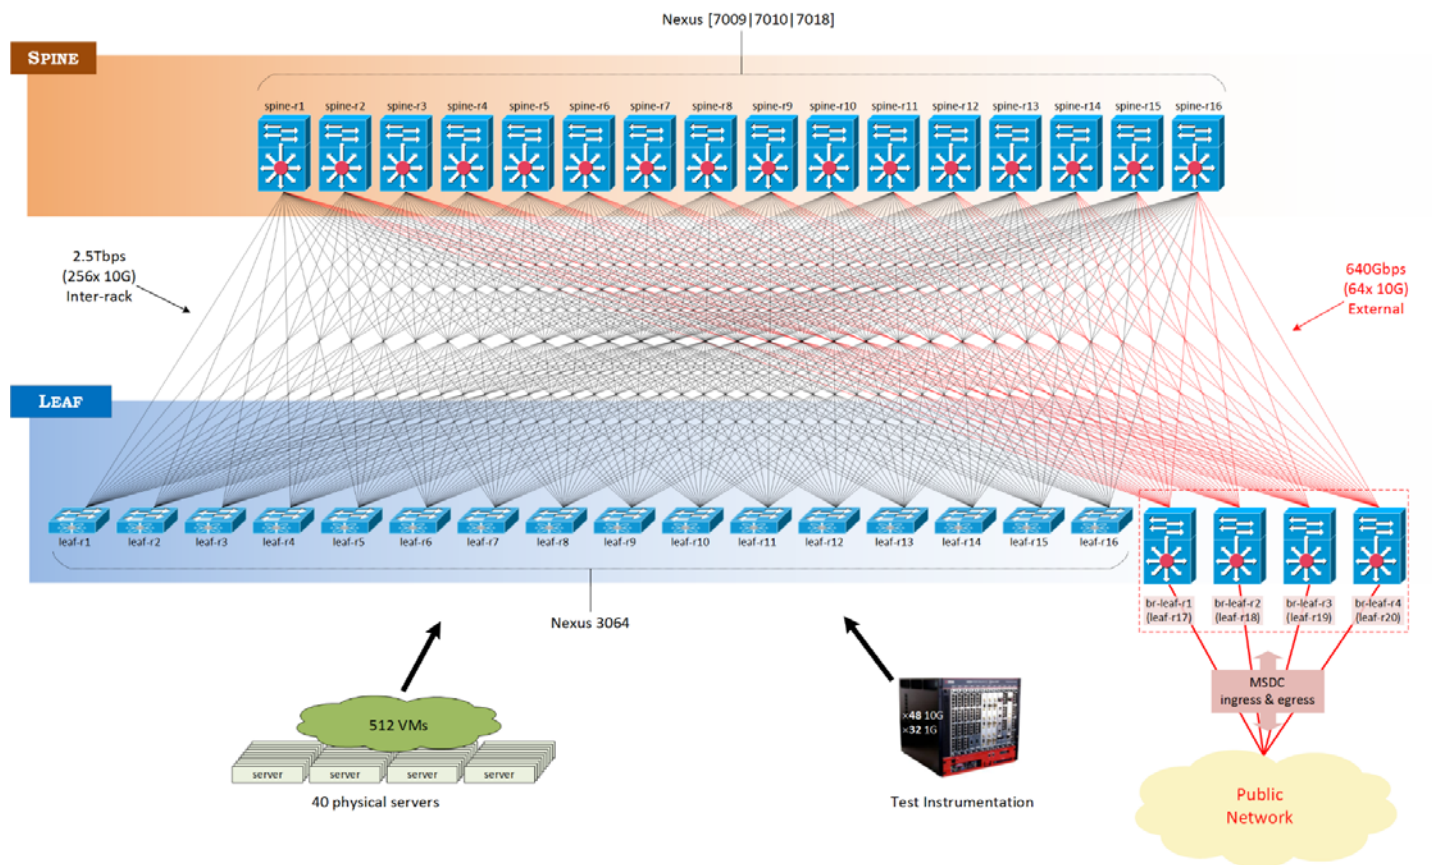 Nexus [7009|7010|7018]
SPINE
spine-r1 spine-r2 spine-r3 spine-r4 spine-r5 spine-r6 spine-r7 spine-r8 spine-r9 spine-r10 spine-r11 spine-r12 spine-r13 spine-r14 spine-r15 spine-r16
2.5Tbps
(256x 10G)
Inter-rack
640Gbps
(64x 10G)
External
LEAF
leaf-r1 leaf-r2 leaf-r3 leaf-r4 leaf-r5 leaf-r6 leaf-r7 leaf-r8 leaf-r9 leaf-r10 leaf-r11 leaf-r12 leaf-r13 leaf-r14 leaf-r15 leaf-r16
br-leaf-r1 br-leaf-r2 br-leaf-r3 br-leaf-r4
(leaf-r17) (leaf-r18) (leaf-r19) (leaf-r20)
Nexus 3064
MSDC
ingress & egress
512 VMs
×48 10G
×32 1G
server server server server
40 physical servers
Test Instrumentation
Public
Network